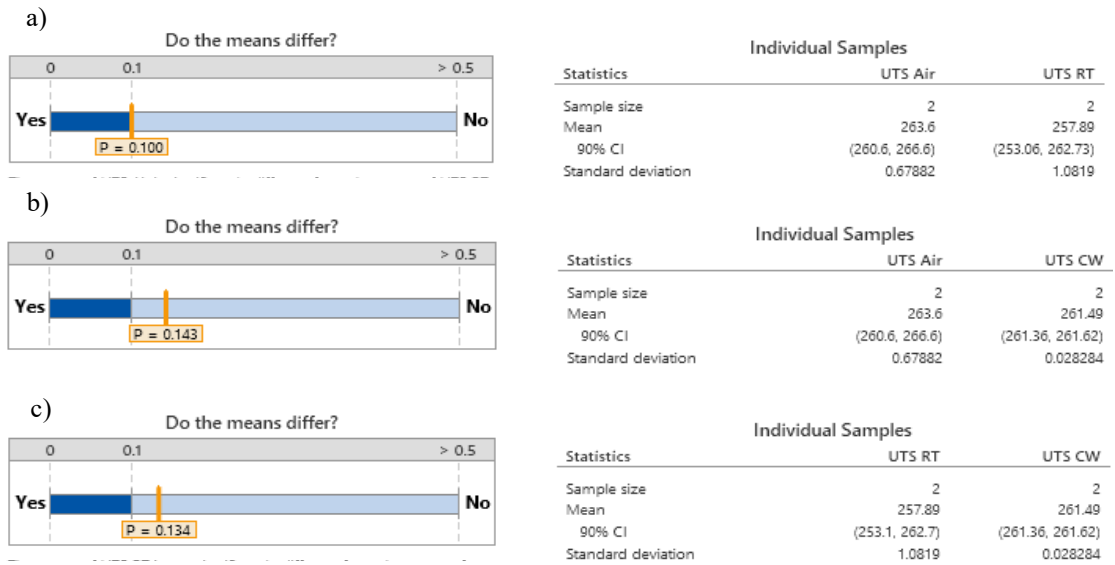 a)
Do the means differ?
0 0.1 > 0.5
Yes No
P = 0.100
Individual Samples
Statistics UTS Air UTS RT
Sample size 2 2
Mean 263.6 257.89
90% CI (260.6, 266.6) (253.06, 262.73)
Standard deviation 0.67882 1.0819
b)
Do the means differ?
0 0.1 > 0.5
Yes No
P = 0.143
Individual Samples
Statistics UTS Air UTS CW
Sample size 2 2
Mean 263.6 261.49
90% CI (260.6, 266.6) (261.36, 261.62)
Standard deviation 0.67882 0.028284
c)
Do the means differ?
0 0.1 > 0.5
Yes No
P = 0.134
Individual Samples
Statistics UTS RT UTS CW
Sample size 2 2
Mean 257.89 261.49
90% CI (253.1, 262.7) (261.36, 261.62)
Standard deviation 1.0819 0.028284